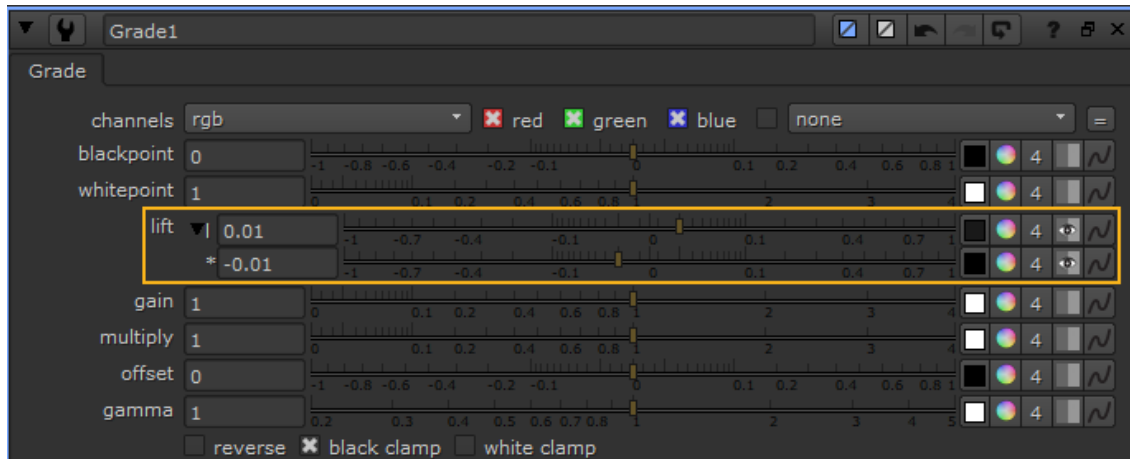 Grade1 ?
Grade
channels rgb red green blue none =
blackpoint 0 -1 -0.8 -0.6 -0.4 -0.2 -0.1 0 0.1 0.2 0.4 0.6 0.8 1 4
whitepoint 1 0 0.1 0.2 0.4 0.6 0.8 1 2 3 4 4
lift 0.01 -1 -0.7 -0.4 -0.1 0 0.1 0.4 0.7 1 4
* -0.01 -1 -0.7 -0.4 -0.1 0 0.1 0.4 0.7 1 4
gain 1 0 0.1 0.2 0.4 0.6 0.8 1 2 3 4 4
multiply 1 0 0.1 0.2 0.4 0.6 0.8 1 2 3 4 4
offset 0 -1 -0.8 -0.6 -0.4 -0.2 -0.1 0 0.1 0.2 0.4 0.6 0.8 1 4
gamma 1 0.2 0.3 0.4 0.5 0.6 0.7 0.8 1 2 3 4 5 4
reverse black clamp white clamp